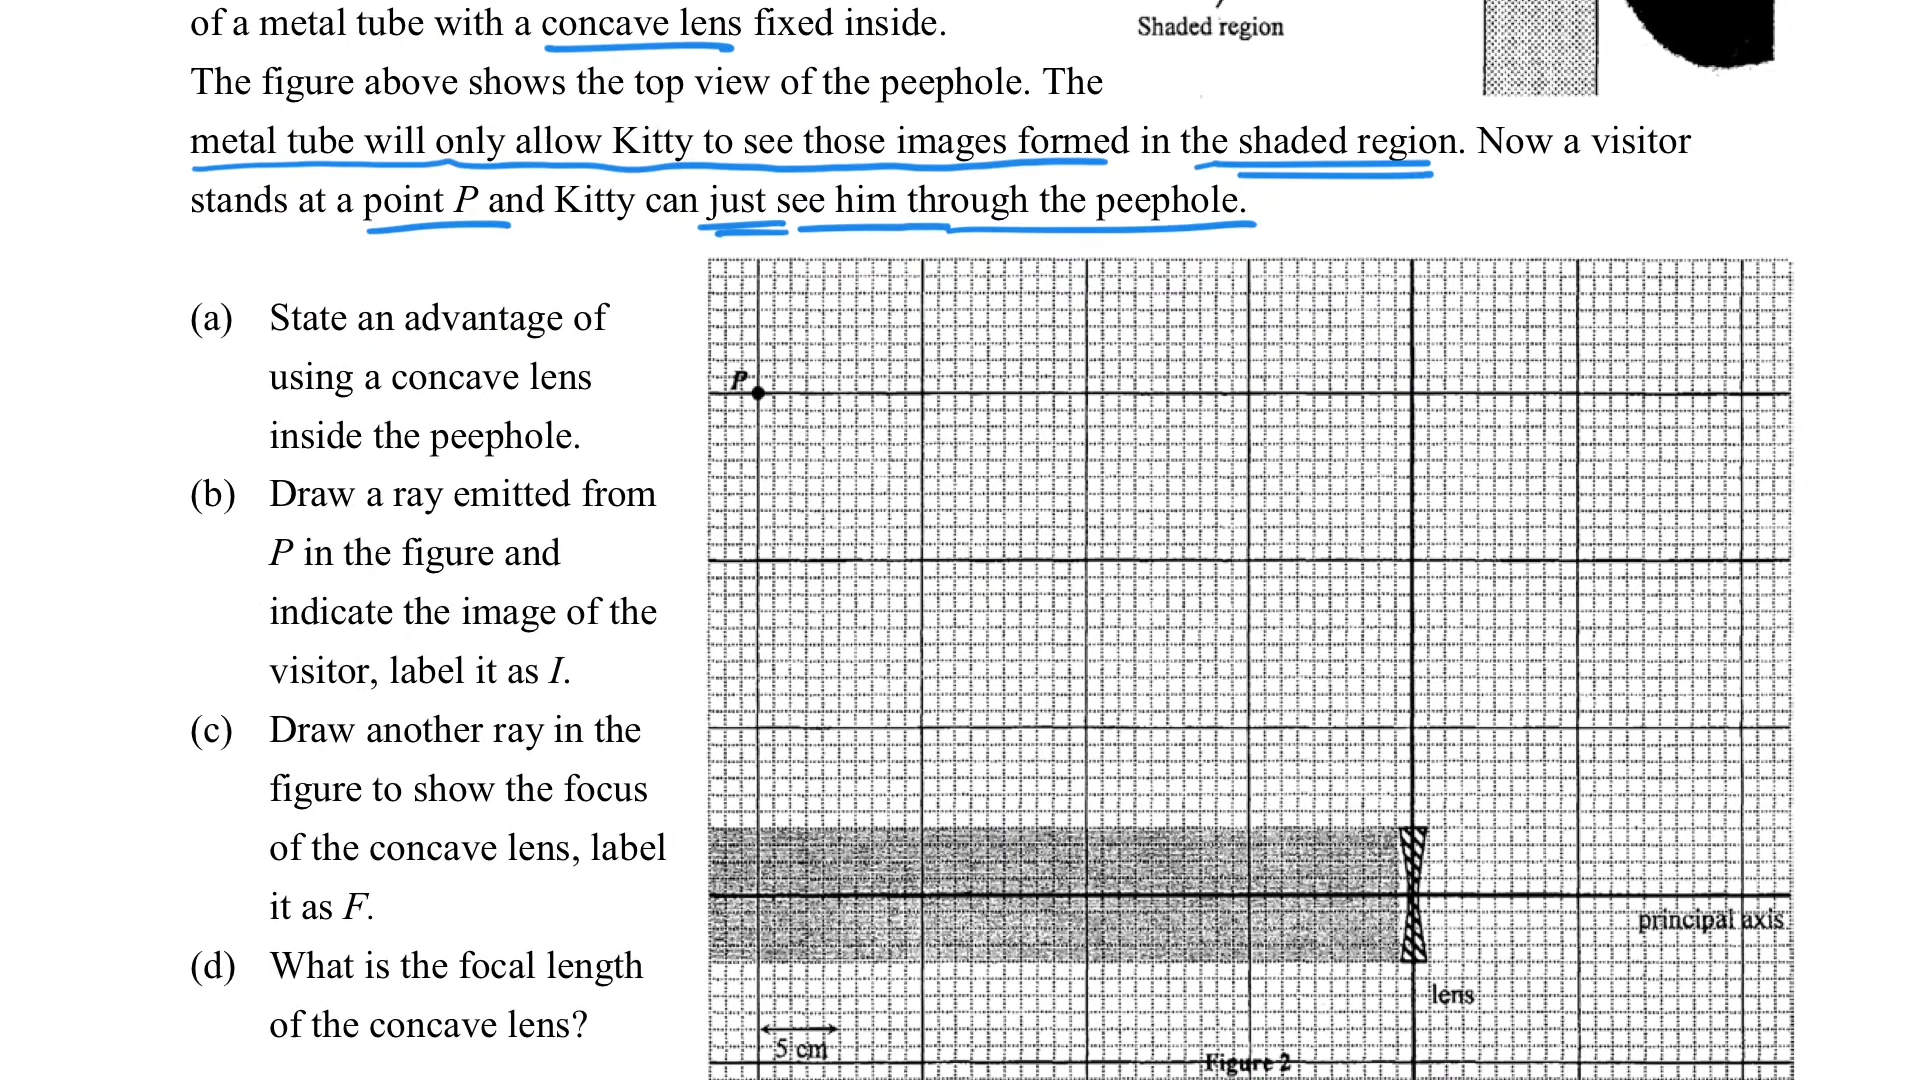 of a metal tube with a concave lens fixed inside.
Shaded region
The figure above shows the top view of the peephole. The
metal tube will only allow Kitty to see those images formed in the shaded region. Now a visitor
stands at a point P and Kitty can just see him through the peephole.
(a) State an advantage of
using a concave lens
inside the peephole.
(b) Draw a ray emitted from
P in the figure and
indicate the image of the
visitor, label it as I.
(c) Draw another ray in the
figure to show the focus
of the concave lens, label
it as F.
(d) What is the focal length
of the concave lens?
P
principal axis
lens
5 cm
Figure 2